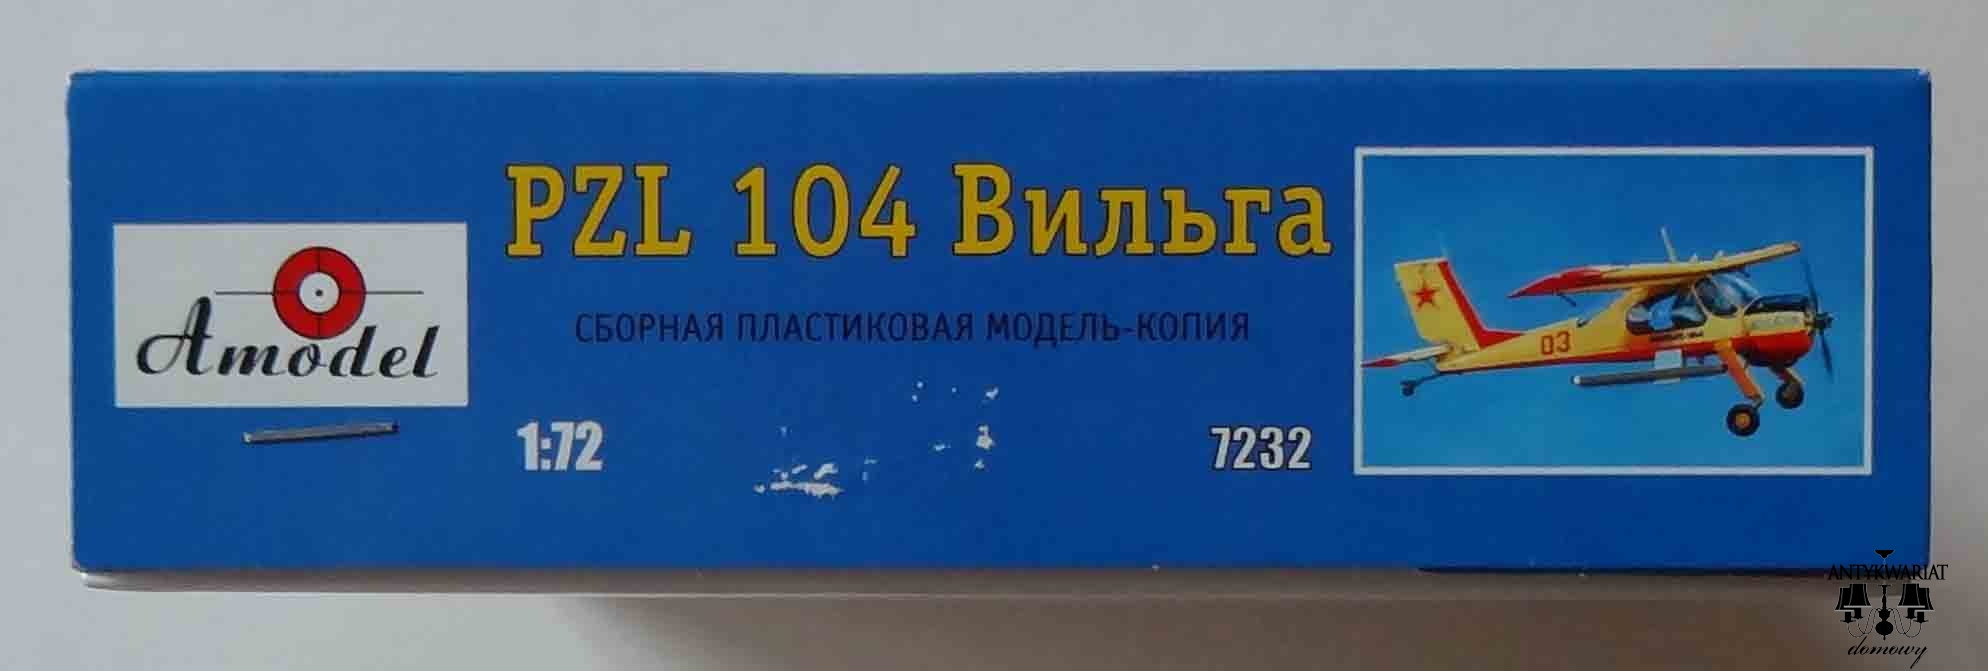 PZL 104 Вильга
Amodel
СБОРНАЯ ПЛАСТИКОВАЯ МОДЕЛЬ-КОПИЯ
1:72
7232
03
ANTYKWARIAT
domowy